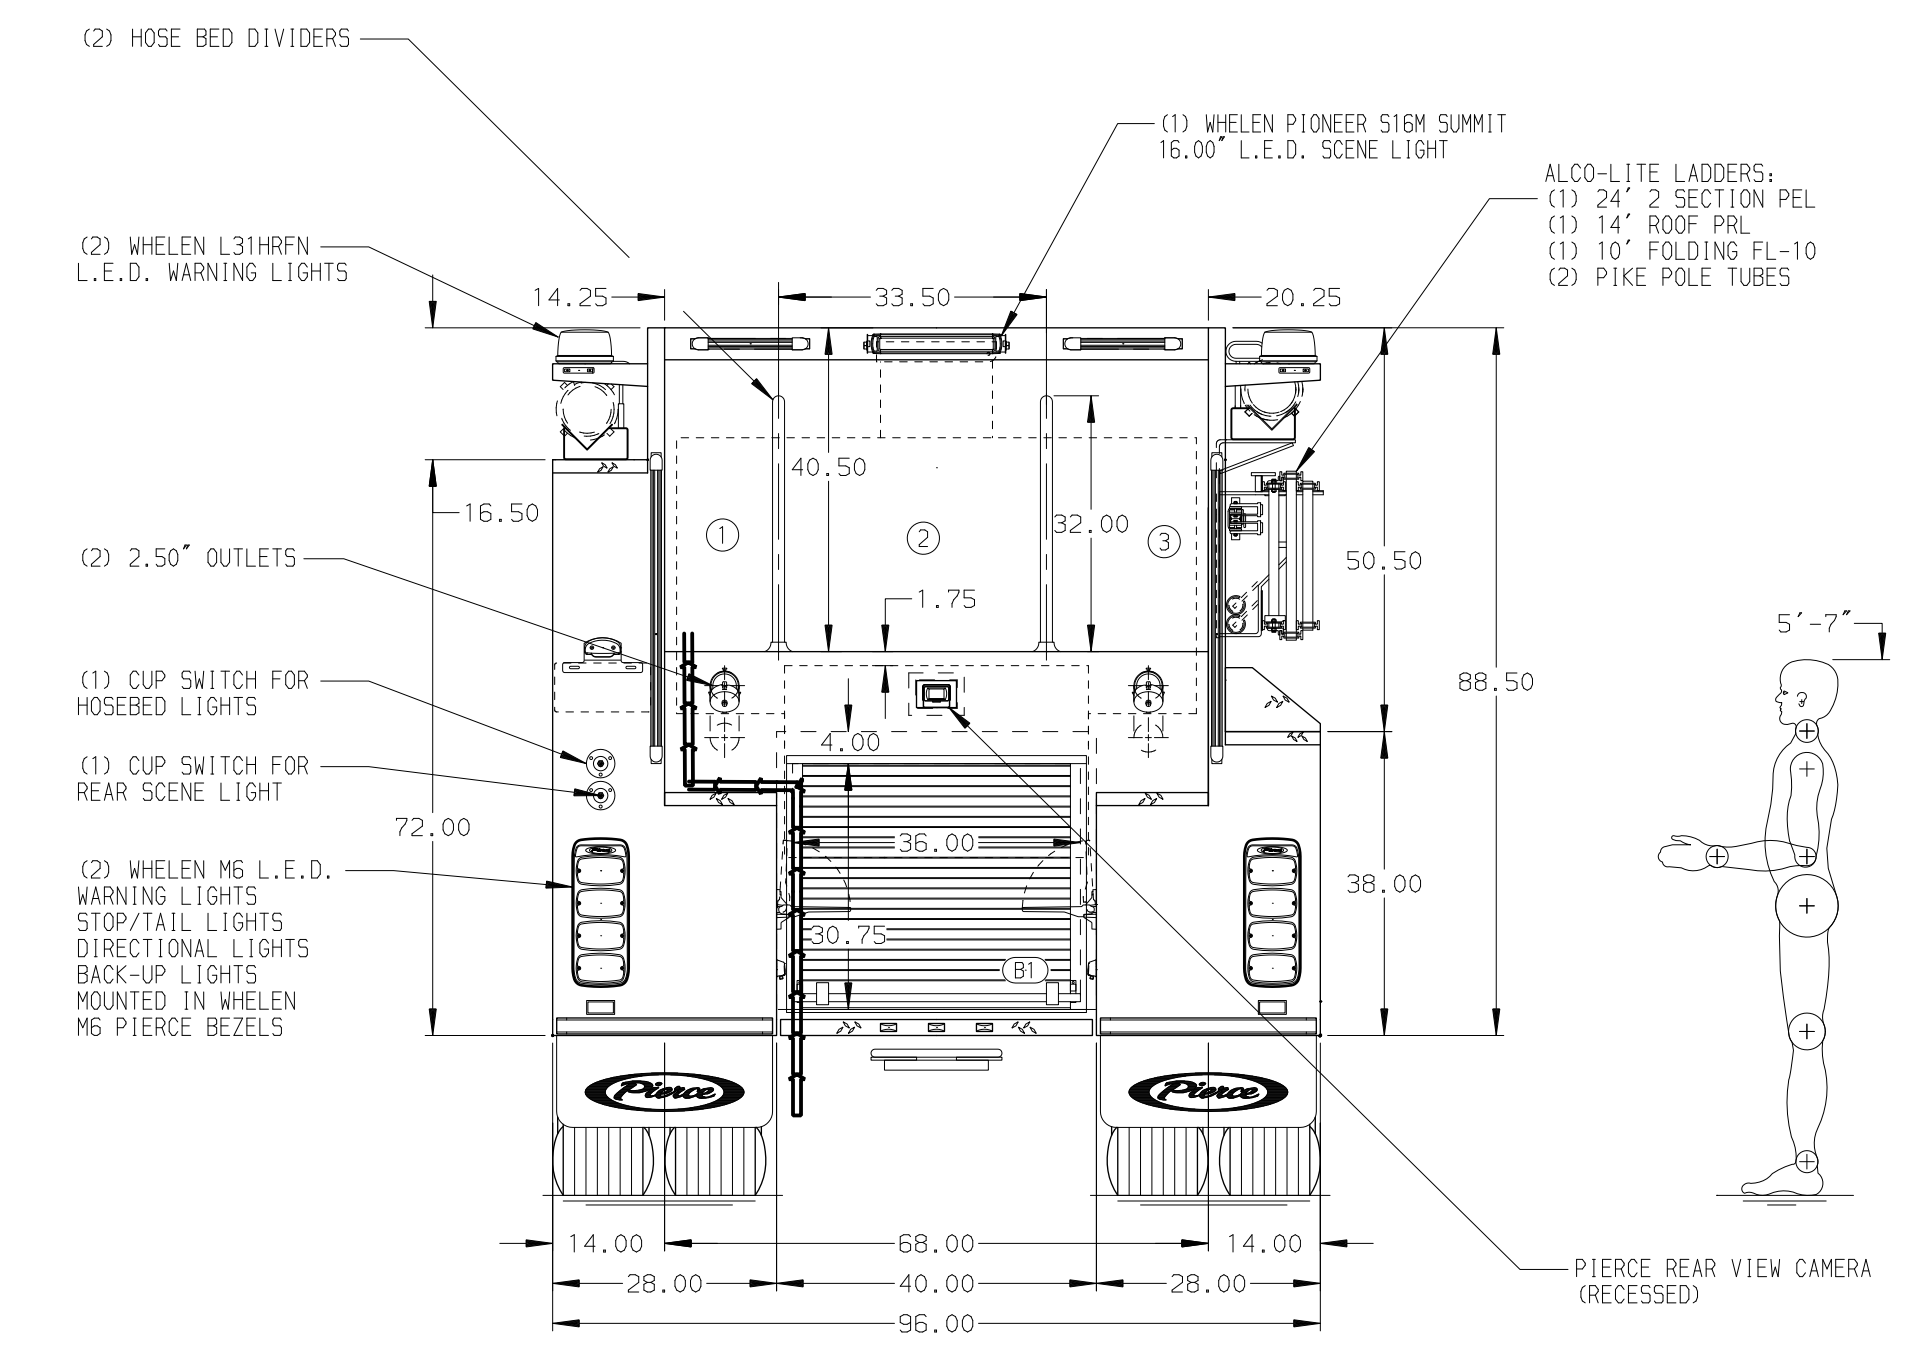 (2) HOSE BED DIVIDERS
(1) WHELEN PIONEER S16M SUMMIT
16.00″ L.E.D. SCENE LIGHT
ALCO-LITE LADDERS:
(1) 24′ 2 SECTION PEL
(1) 14′ ROOF PRL
(1) 10′ FOLDING FL-10
(2) PIKE POLE TUBES
(2) WHELEN L31HRFN
L.E.D. WARNING LIGHTS
14.25
33.50
20.25
40.50
16.50
32.00
1
2
3
50.50
(2) 2.50″ OUTLETS
1.75
5′-7″
88.50
(1) CUP SWITCH FOR
HOSEBED LIGHTS
4.00
(1) CUP SWITCH FOR
REAR SCENE LIGHT
72.00
36.00
38.00
(2) WHELEN M6 L.E.D.
WARNING LIGHTS
STOP/TAIL LIGHTS
DIRECTIONAL LIGHTS
BACK-UP LIGHTS
MOUNTED IN WHELEN
M6 PIERCE BEZELS
Pierce
Pierce
30.75
B1
Pierce
Pierce
14.00
68.00
14.00
28.00
40.00
28.00
96.00
PIERCE REAR VIEW CAMERA
(RECESSED)